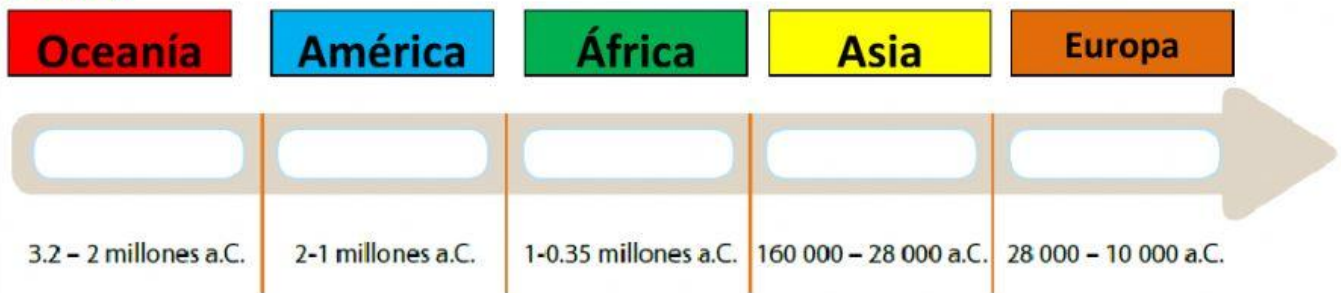 Oceanía América África Asia Europa
3.2 – 2 millones a.C. 2-1 millones a.C. 1-0.35 millones a.C. 160 000 – 28 000 a.C. 28 000 – 10 000 a.C.